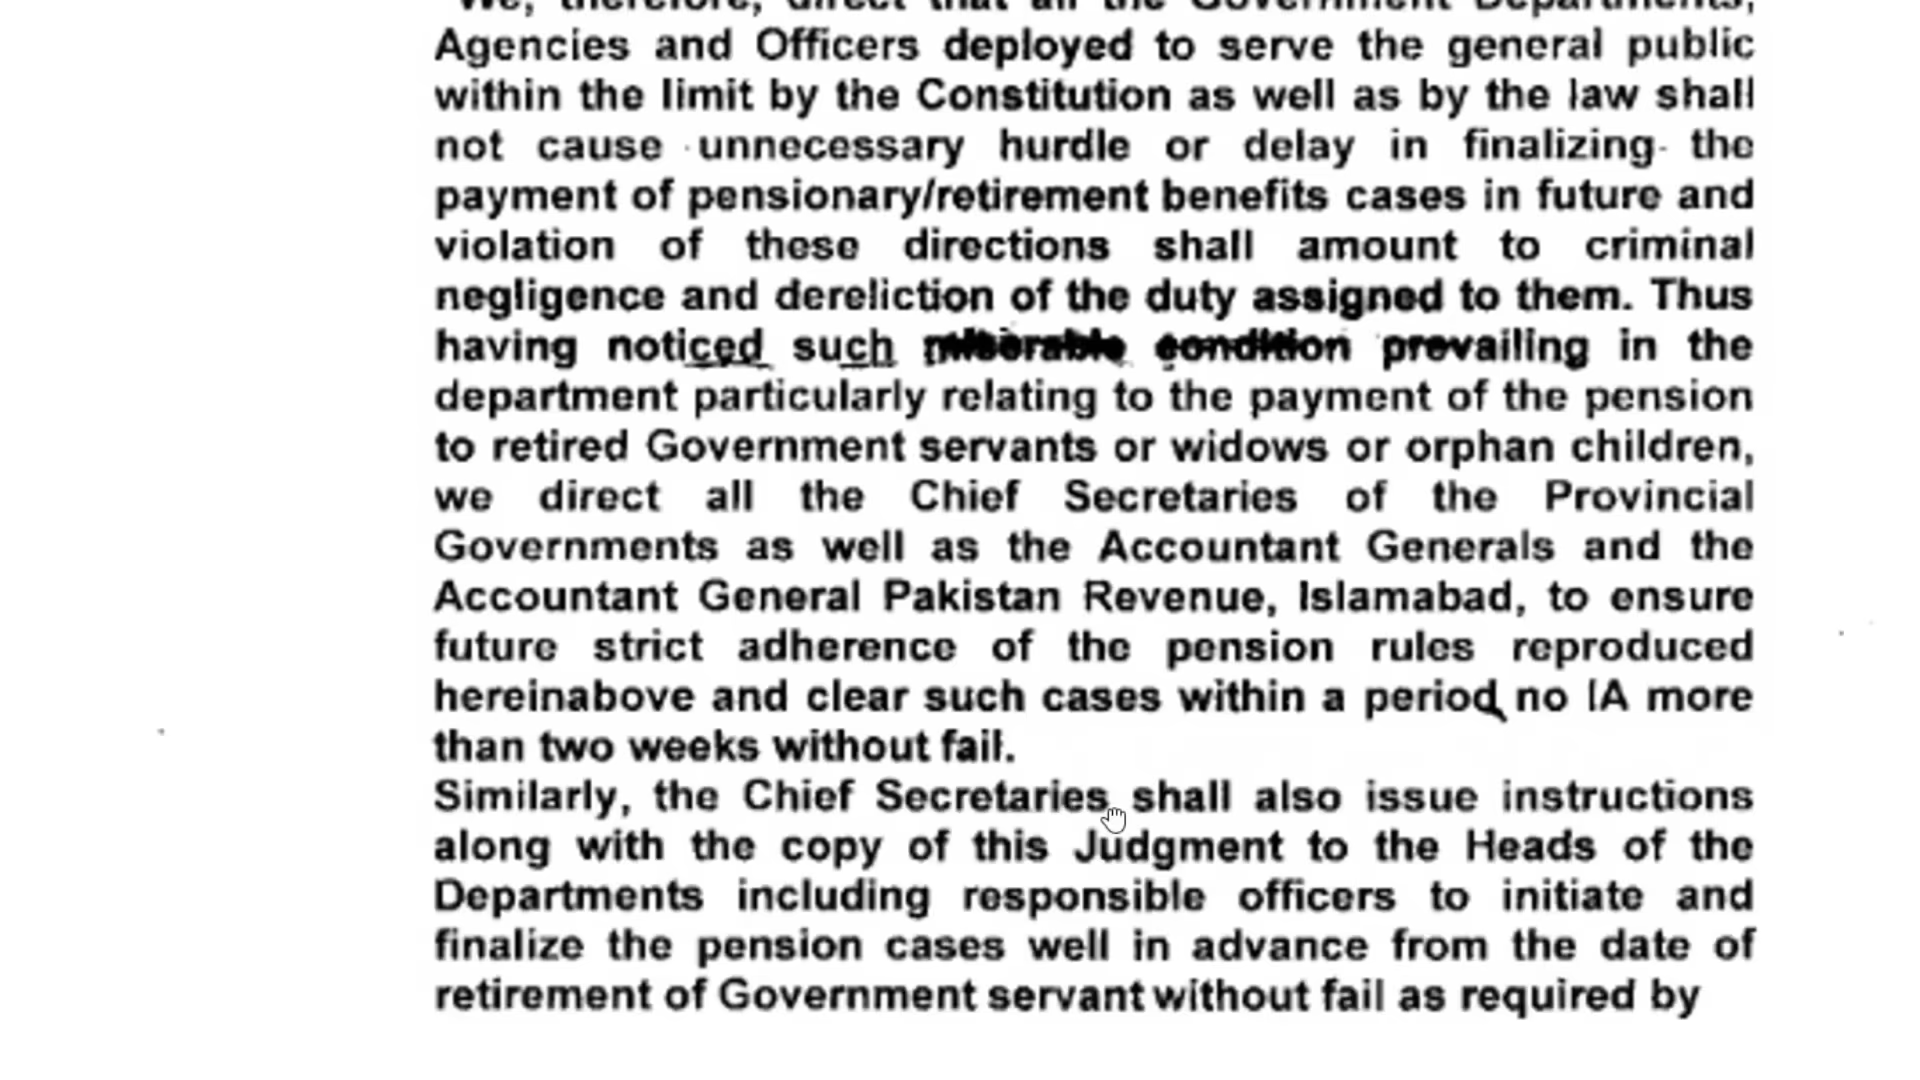 We, therefore, direct that all the Government Departments,
Agencies and Officers deployed to serve the general public
within the limit by the Constitution as well as by the law shall
not cause unnecessary hurdle or delay in finalizing the
payment of pensionary/retirement benefits cases in future and
violation of these directions shall amount to criminal
negligence and dereliction of the duty assigned to them. Thus
having noticed such miserable condition prevailing in the
department particularly relating to the payment of the pension
to retired Government servants or widows or orphan children,
we direct all the Chief Secretaries of the Provincial
Governments as well as the Accountant Generals and the
Accountant General Pakistan Revenue, Islamabad, to ensure
future strict adherence of the pension rules reproduced
hereinabove and clear such cases within a period no IA more
than two weeks without fail.
Similarly, the Chief Secretaries shall also issue instructions
along with the copy of this Judgment to the Heads of the
Departments including responsible officers to initiate and
finalize the pension cases well in advance from the date of
retirement of Government servant without fail as required by